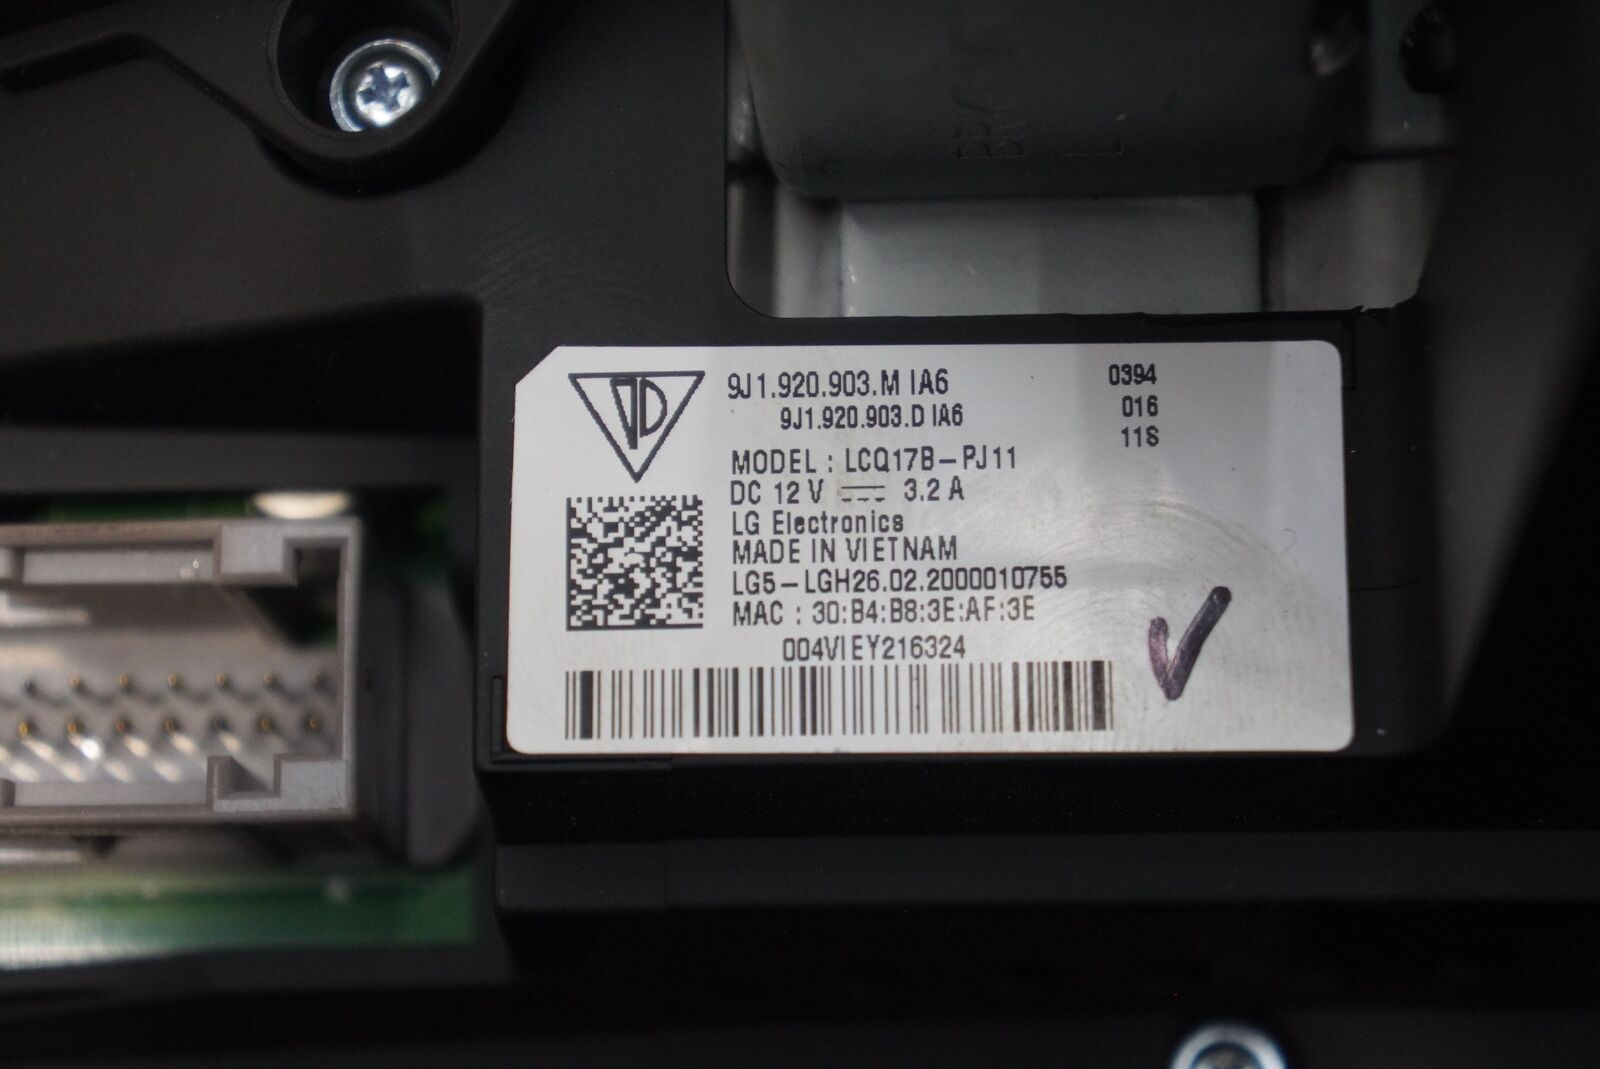 9J1.920.903.M IA6
9J1.920.903.D IA6
0394
016
11S
MODEL : LCQ17B-PJ11
DC 12 V ⎓ 3.2 A
LG Electronics
MADE IN VIETNAM
LG5-LGH26.02.2000010755
MAC : 30:B4:B8:3E:AF:3E
004VIEY216324